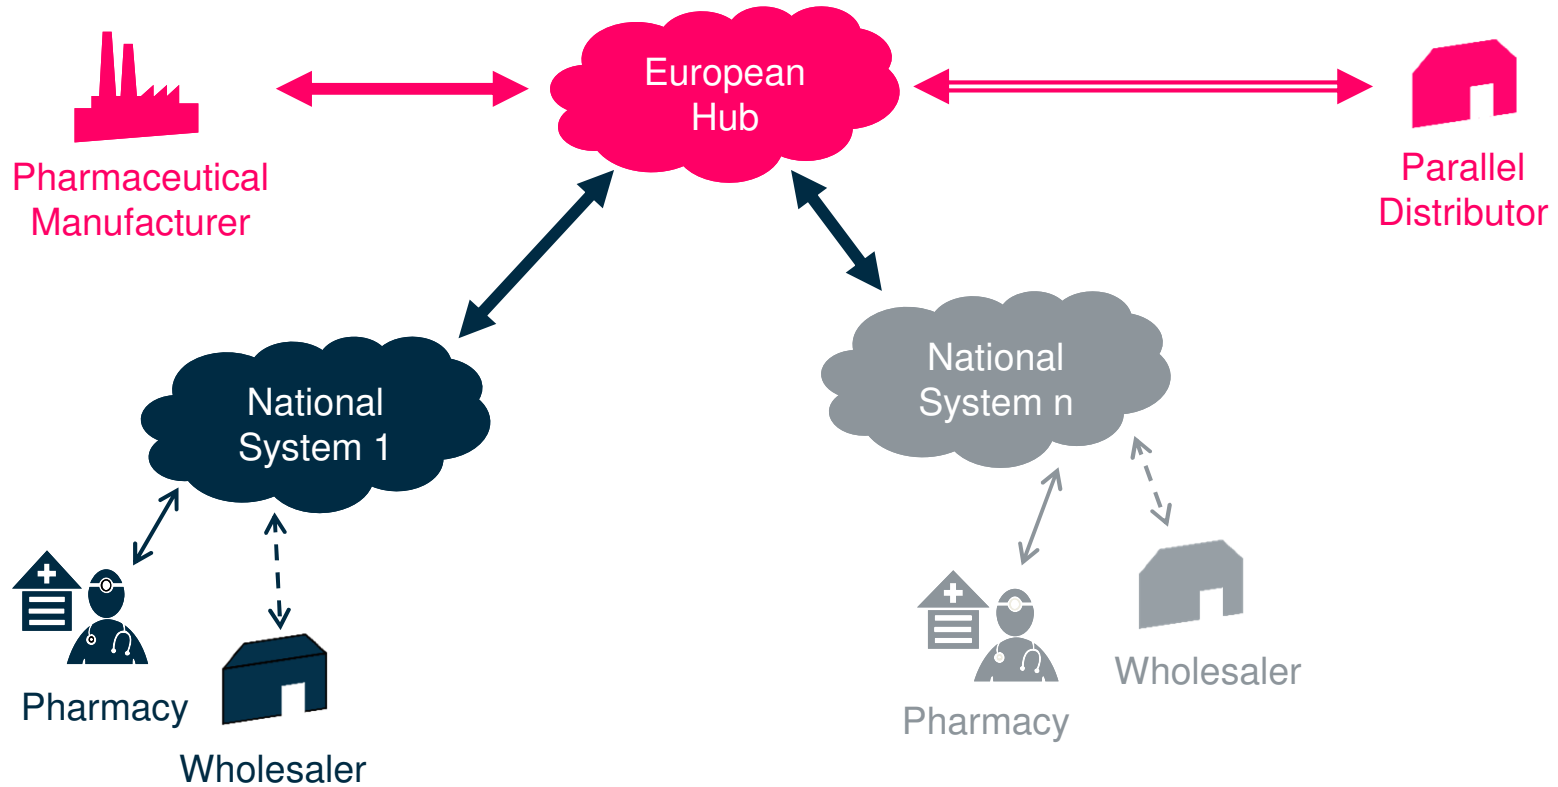 European
Hub
Pharmaceutical
Manufacturer
Parallel
Distributor
National
System 1
National
System n
Pharmacy
Wholesaler
Pharmacy
Wholesaler